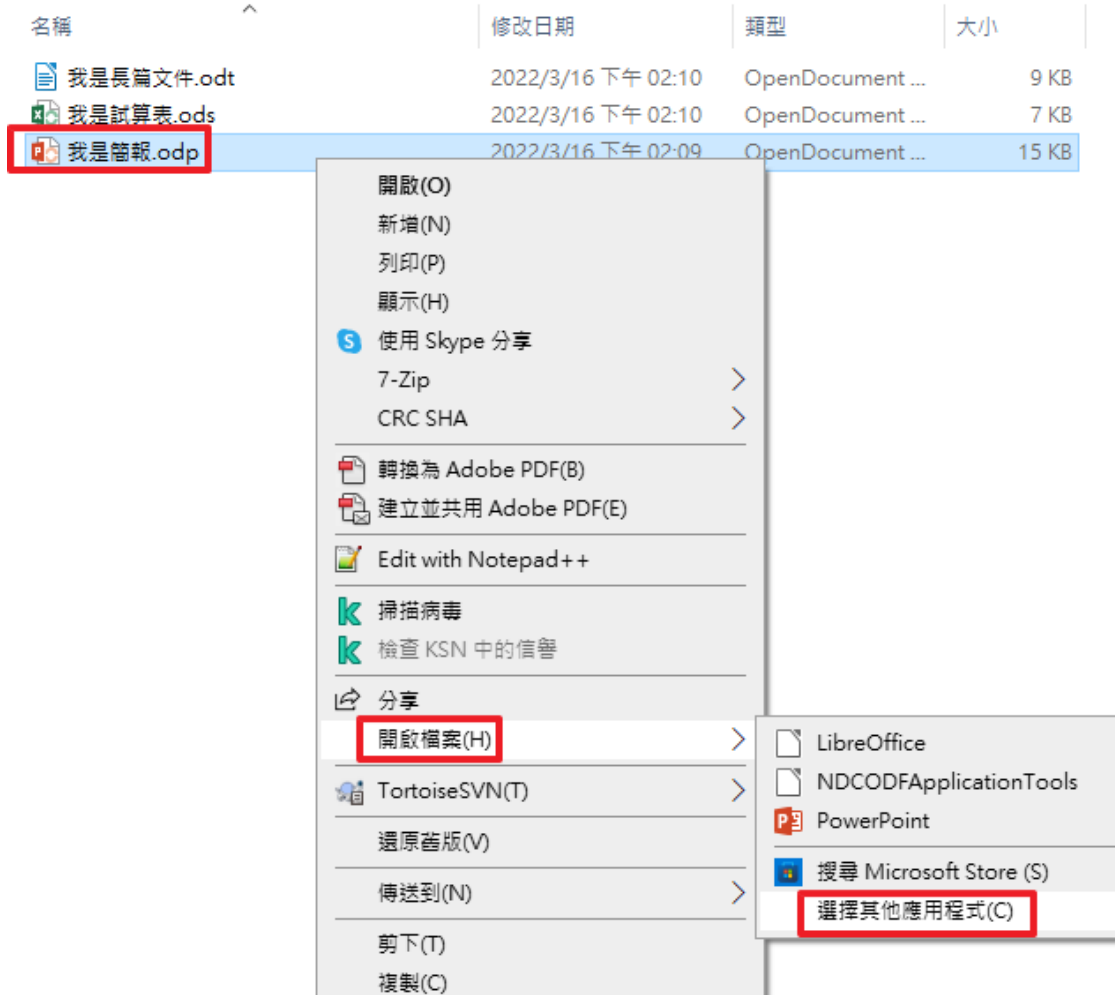 名稱 修改日期 類型 大小
我是長篇文件.odt 2022/3/16 下午 02:10 OpenDocument ... 9 KB
我是試算表.ods 2022/3/16 下午 02:10 OpenDocument ... 7 KB
我是簡報.odp 2022/3/16 下午 02:09 OpenDocument ... 15 KB
開啟(O)
新增(N)
列印(P)
顯示(H)
使用 Skype 分享
7-Zip
CRC SHA
轉換為 Adobe PDF(B)
建立並共用 Adobe PDF(E)
Edit with Notepad++
掃描病毒
檢查 KSN 中的信譽
分享
開啟檔案(H)
TortoiseSVN(T)
還原舊版(V)
傳送到(N)
剪下(T)
複製(C)
LibreOffice
NDCODFApplicationTools
PowerPoint
搜尋 Microsoft Store (S)
選擇其他應用程式(C)